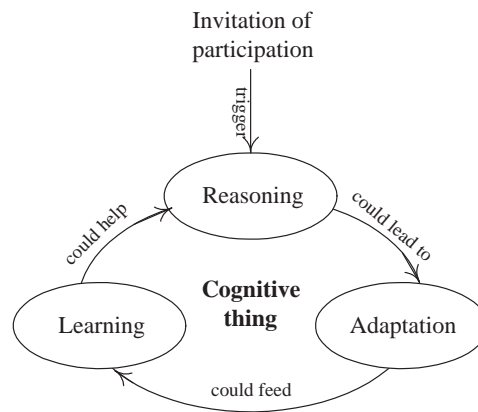 Invitation of
participation
trigger
Reasoning
could help
could lead to
Cognitive
thing
Learning
Adaptation
could feed